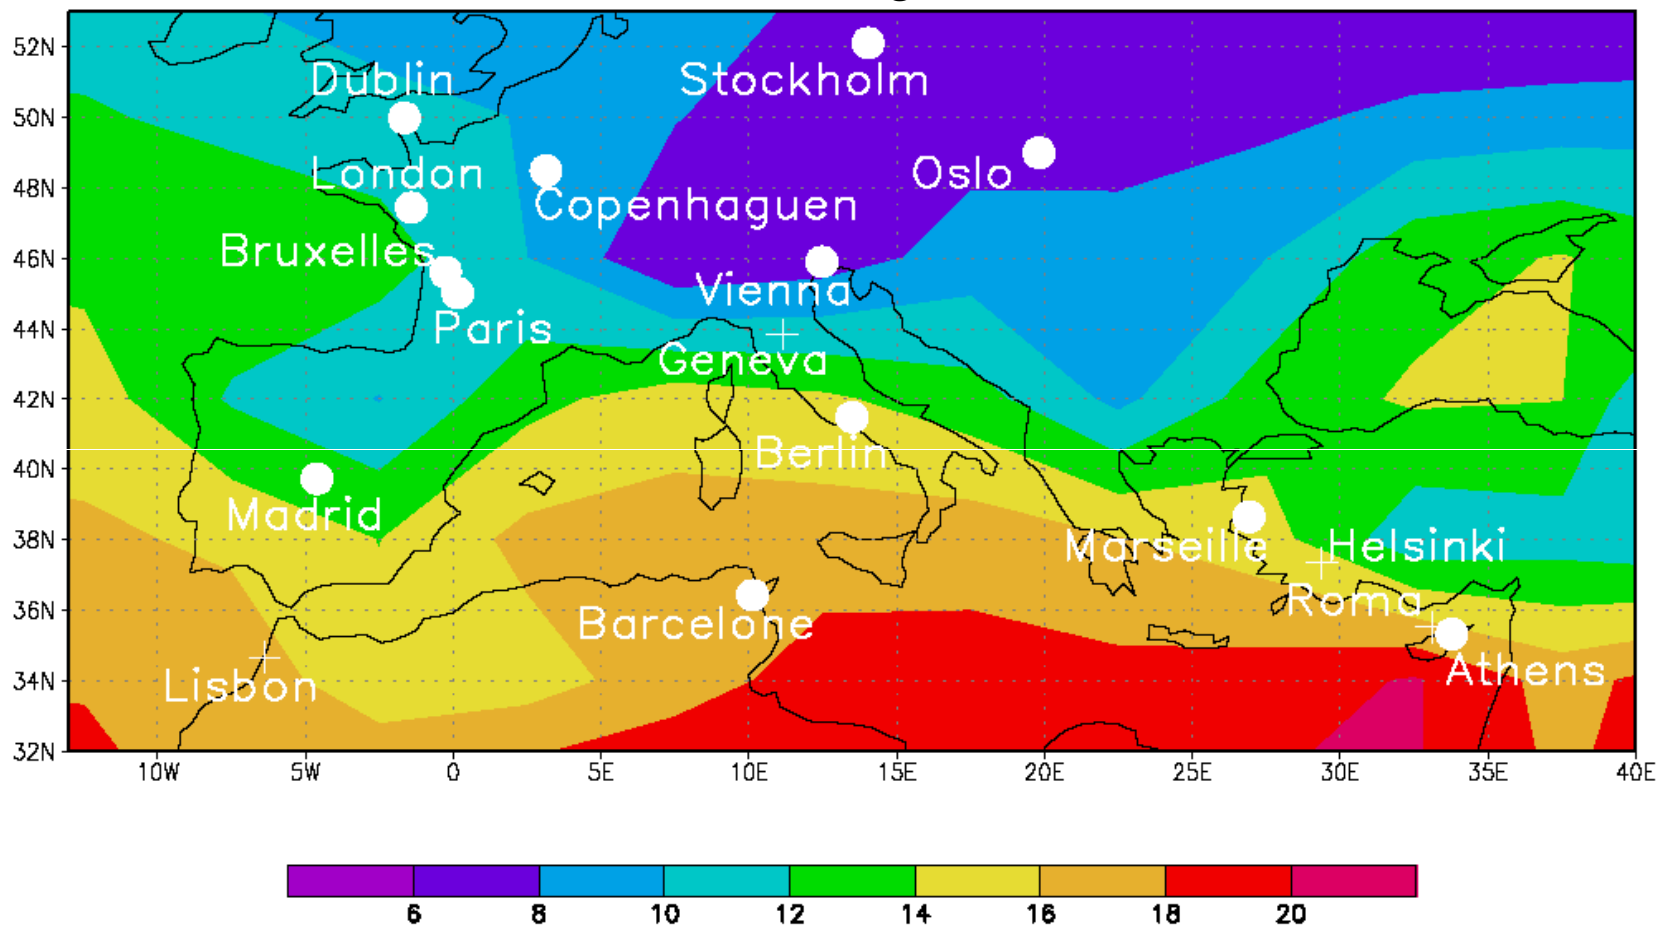 52N
Dublin
Stockholm
50N
London
Oslo
48N
Copenhaguen
Bruxelles
46N
Vienna
Paris
44N
Geneva
42N
Berlin
40N
Madrid
38N
Marseille
Helsinki
36N
Roma
Barcelone
34N
Lisbon
Athens
32N
10W 5W 0 5E 10E 15E 20E 25E 30E 35E 40E
6 8 10 12 14 16 18 20